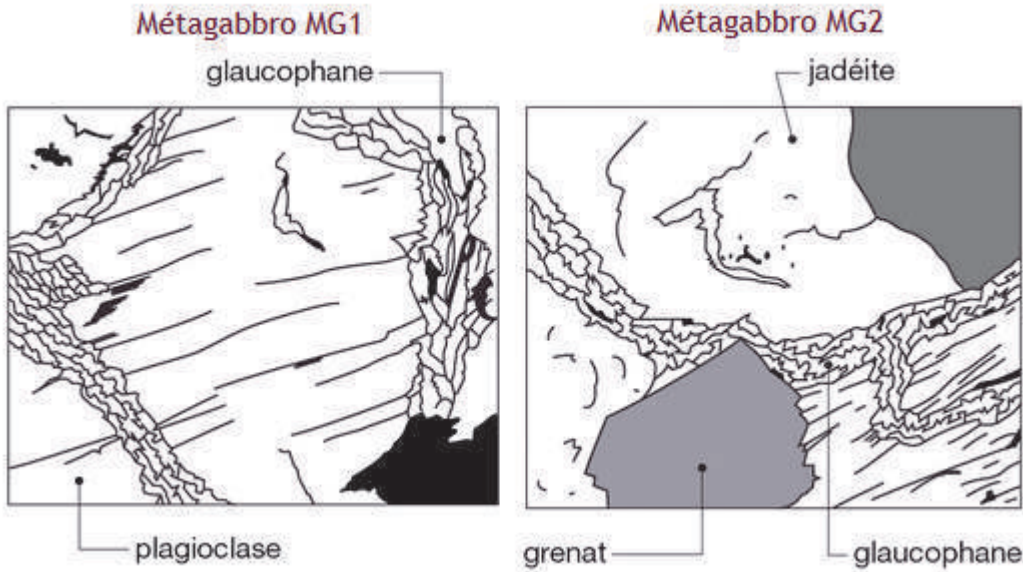 Métagabbro MG1
Métagabbro MG2
glaucophane
jadéite
plagioclase
grenat
glaucophane